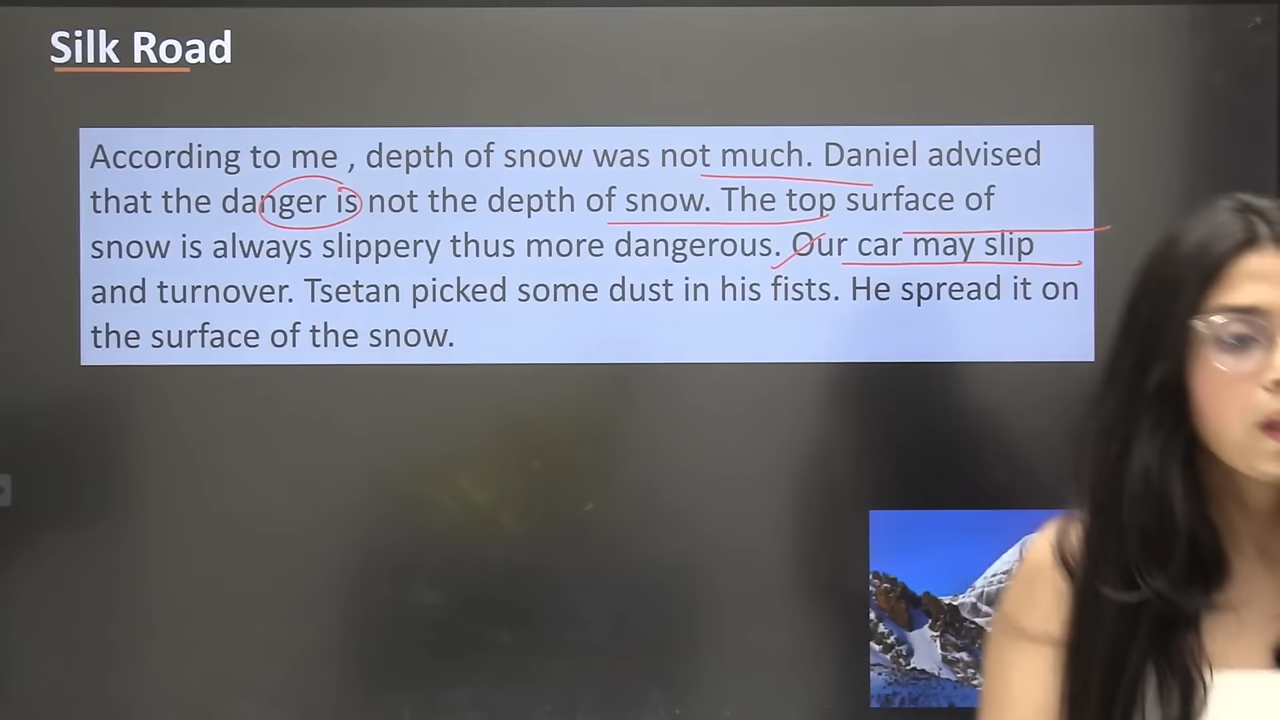 Silk Road
According to me , depth of snow was not much. Daniel advised
that the danger is not the depth of snow. The top surface of
snow is always slippery thus more dangerous. Our car may slip
and turnover. Tsetan picked some dust in his fists. He spread it on
the surface of the snow.